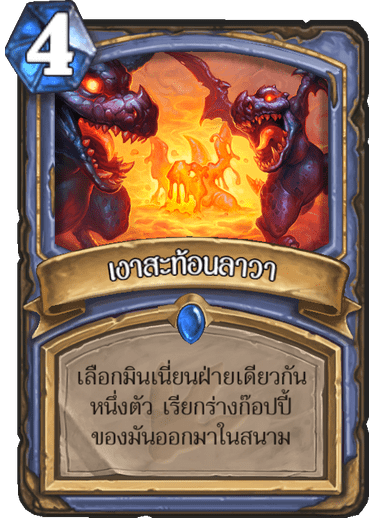 4
เงาสะท้อนลาวา
เลือกมินเนี่ยนฝ่ายเดียวกัน
หนึ่งตัว เรียกร่างก๊อปปี้
ของมันออกมาในสนาม